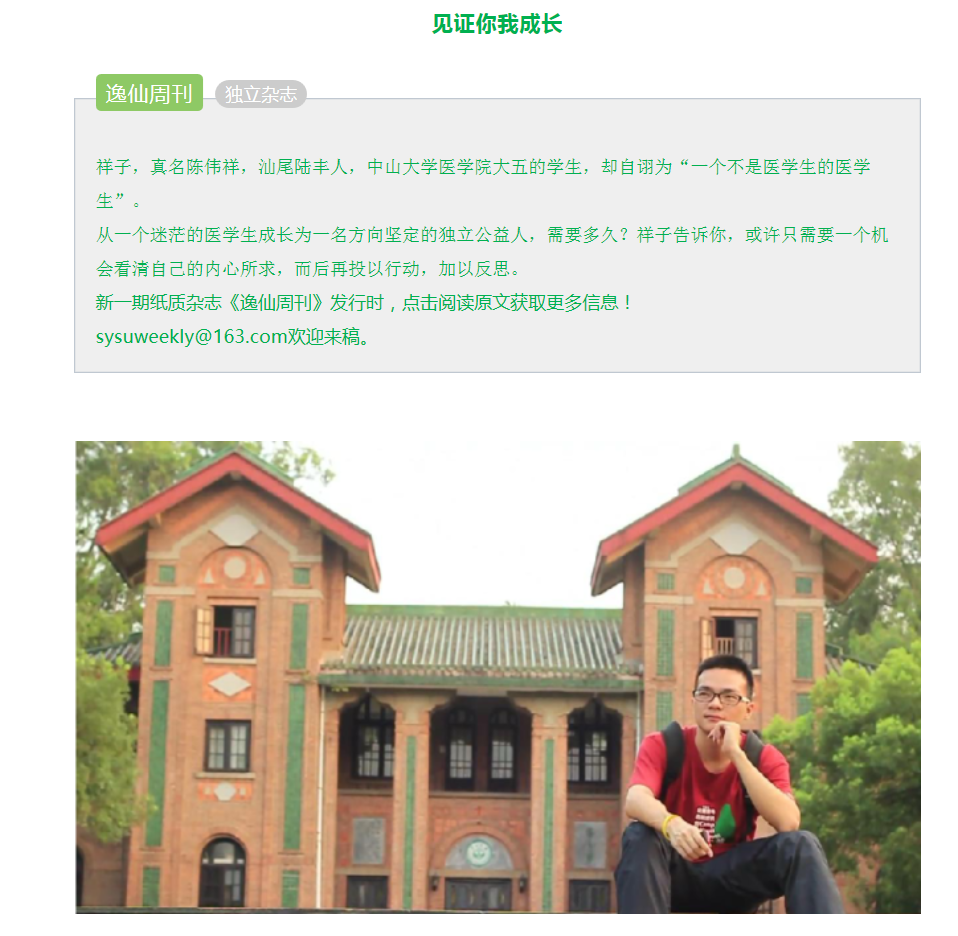 见证你我成长
逸仙周刊 独立杂志
祥子，真名陈伟祥，汕尾陆丰人，中山大学医学院大五的学生，却自诩为“一个不是医学生的医学
生”。
从一个迷茫的医学生成长为一名方向坚定的独立公益人，需要多久？祥子告诉你，或许只需要一个机
会看清自己的内心所求，而后再投以行动，加以反思。
新一期纸质杂志《逸仙周刊》发行时，点击阅读原文获取更多信息！
sysuweekly@163.com欢迎来稿。